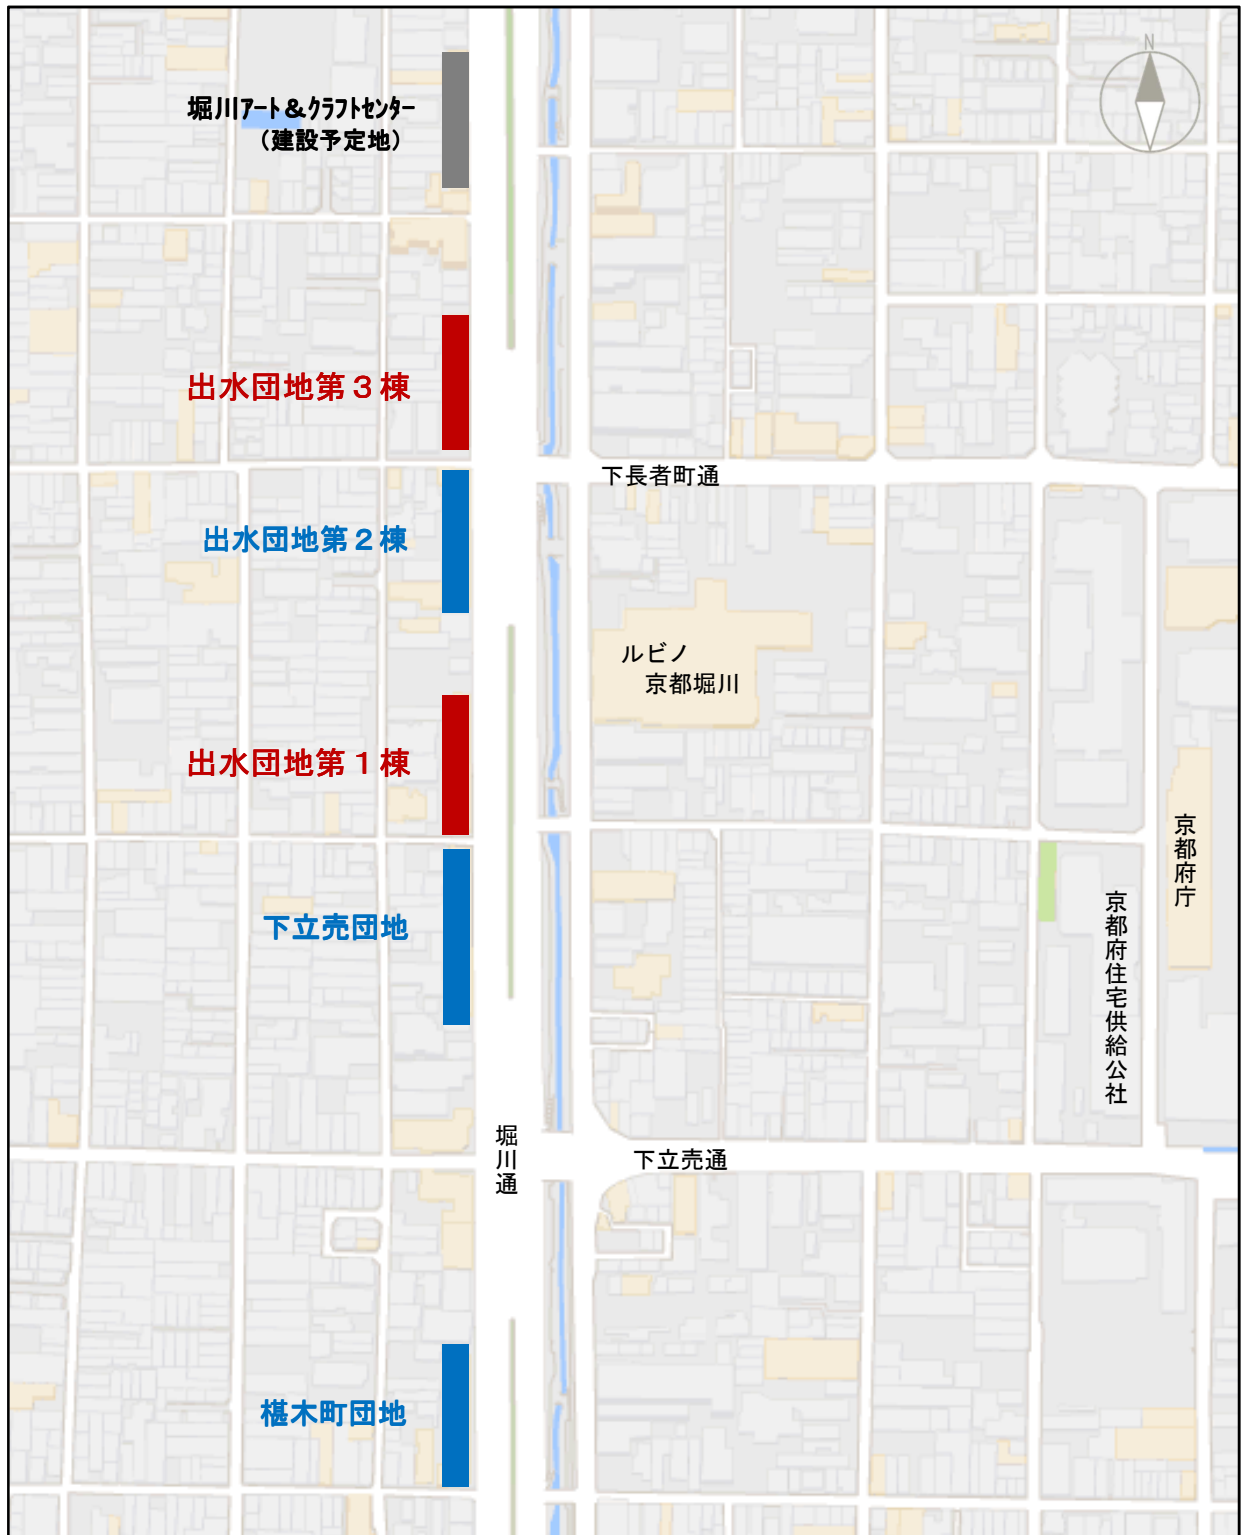 N
堀川アート&クラフトセンター
（建設予定地）
出水団地第３棟
下長者町通
出水団地第２棟
ルビノ
京都堀川
出水団地第１棟
京都府庁
下立売団地
京都府住宅供給公社
堀川通
下立売通
椹木町団地